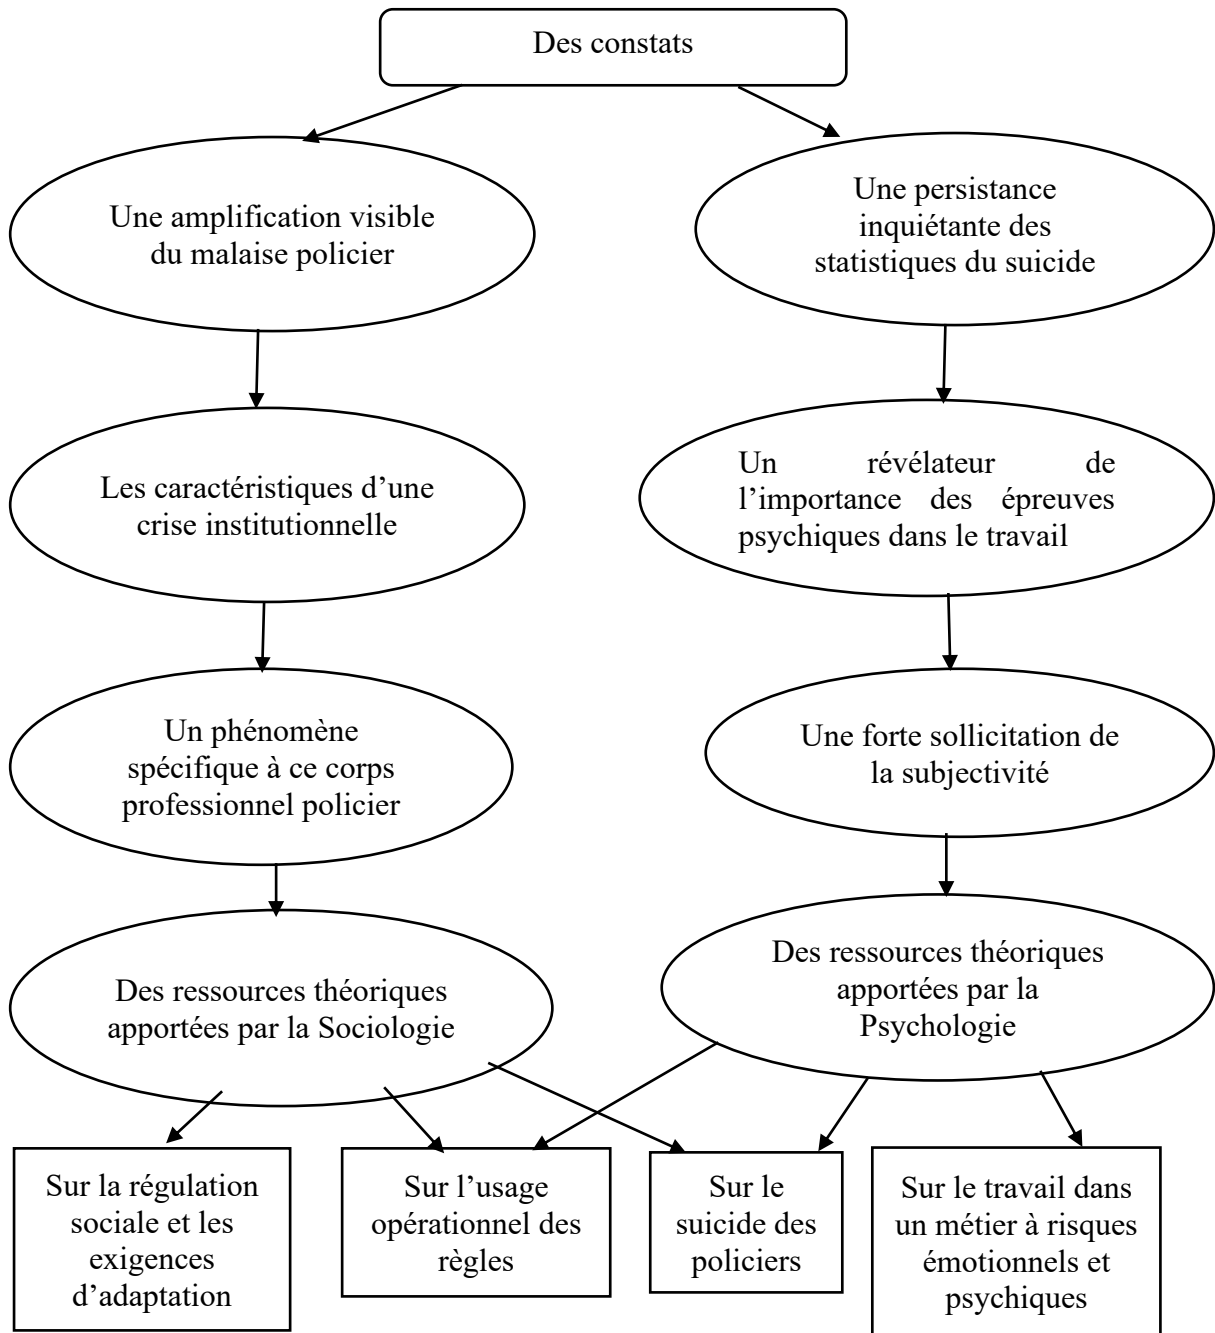 Des constats
Une amplification visible
du malaise policier
Une persistance
inquiétante des
statistiques du suicide
Les caractéristiques d’une
crise institutionnelle
Un révélateur de
l’importance des épreuves
psychiques dans le travail
Un phénomène
spécifique à ce corps
professionnel policier
Une forte sollicitation de
la subjectivité
Des ressources théoriques
apportées par la Sociologie
Des ressources théoriques
apportées par la
Psychologie
Sur la régulation
sociale et les
exigences
d’adaptation
Sur l’usage
opérationnel des
règles
Sur le
suicide des
policiers
Sur le travail dans
un métier à risques
émotionnels et
psychiques